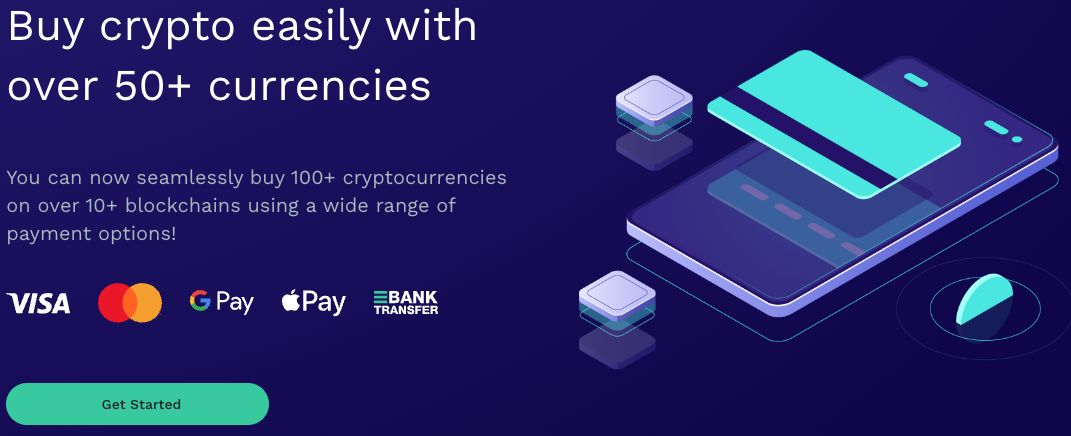 Buy crypto easily with
over 50+ currencies
You can now seamlessly buy 100+ cryptocurrencies
on over 10+ blockchains using a wide range of
payment options!
VISA
G Pay
Pay
BANK
TRANSFER
Get Started